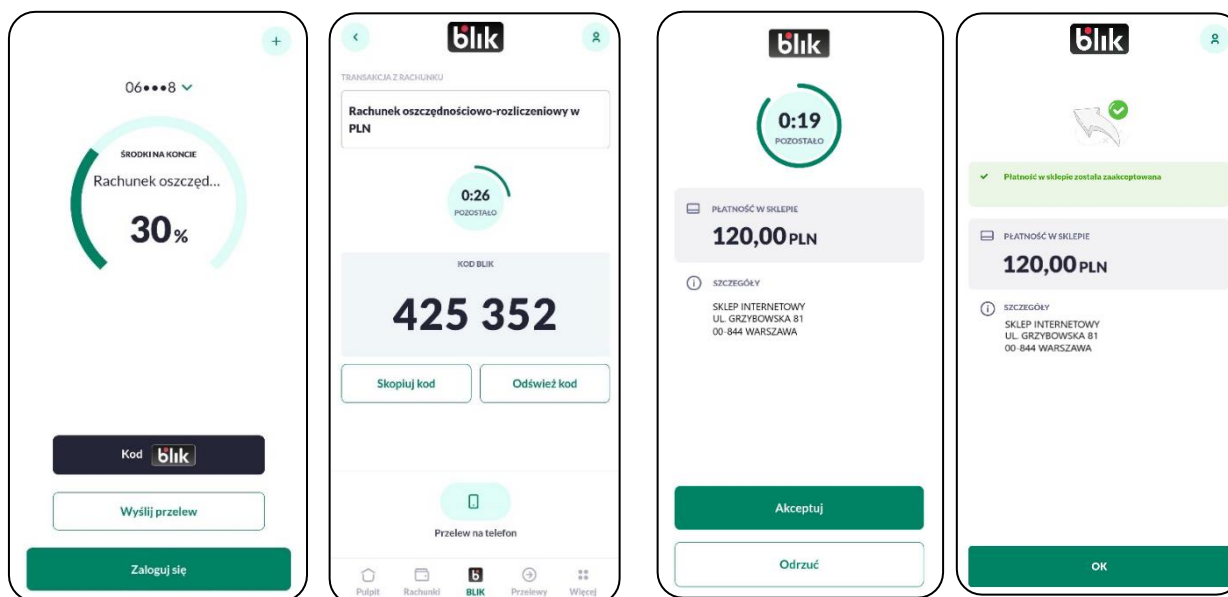 06●●●8
ŚRODKI NA KONCIE
Rachunek oszczęd...
30%
Kod blik
Wyślij przelew
Zaloguj się
blik
TRANSAKCJA Z RACHUNKU
Rachunek oszczędnościowo-rozliczeniowy w
PLN
0:26
POZOSTAŁO
KOD BLIK
425 352
Skopiuj kod
Odśwież kod
Przelew na telefon
Pulpit
Rachunki
BLIK
Przelewy
Więcej
blik
0:19
POZOSTAŁO
PŁATNOŚĆ W SKLEPIE
120,00 PLN
SZCZEGÓŁY
SKLEP INTERNETOWY
UL. GRZYBOWSKA 81
00-844 WARSZAWA
Akceptuj
Odrzuć
blik
Płatność w sklepie została zaakceptowana
PŁATNOŚĆ W SKLEPIE
120,00 PLN
SZCZEGÓŁY
SKLEP INTERNETOWY
UL. GRZYBOWSKA 81
00-844 WARSZAWA
OK